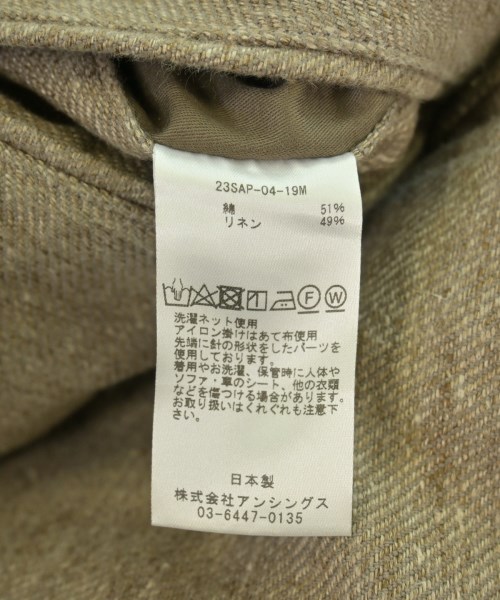 23SAP-04-19M
綿 51%
リネン 49%
F W
洗濯ネット使用
アイロン掛けはあて布使用
先端に針の形状をしたパーツを
使用しております。
着用やお洗濯、保管時に人体や
ソファ・車のシート、他の衣類
などを傷つける場合があります。
お取り扱いはくれぐれも注意下
さい。
日本製
株式会社アンシングス
03-6447-0135